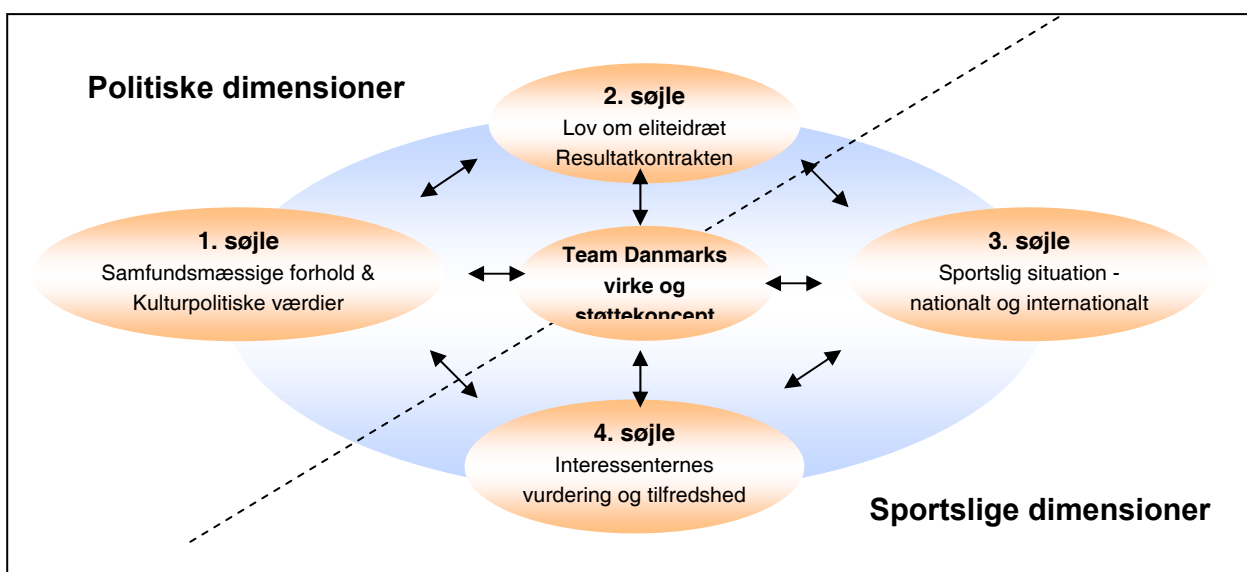 Politiske dimensioner
2. søjle
Lov om eliteidræt
Resultatkontrakten
1. søjle
Samfundsmæssige forhold &
Kulturpolitiske værdier
Team Danmarks
virke og
støttekoncept
3. søjle
Sportslig situation -
nationalt og internationalt
4. søjle
Interessenternes
vurdering og tilfredshed
Sportslige dimensioner